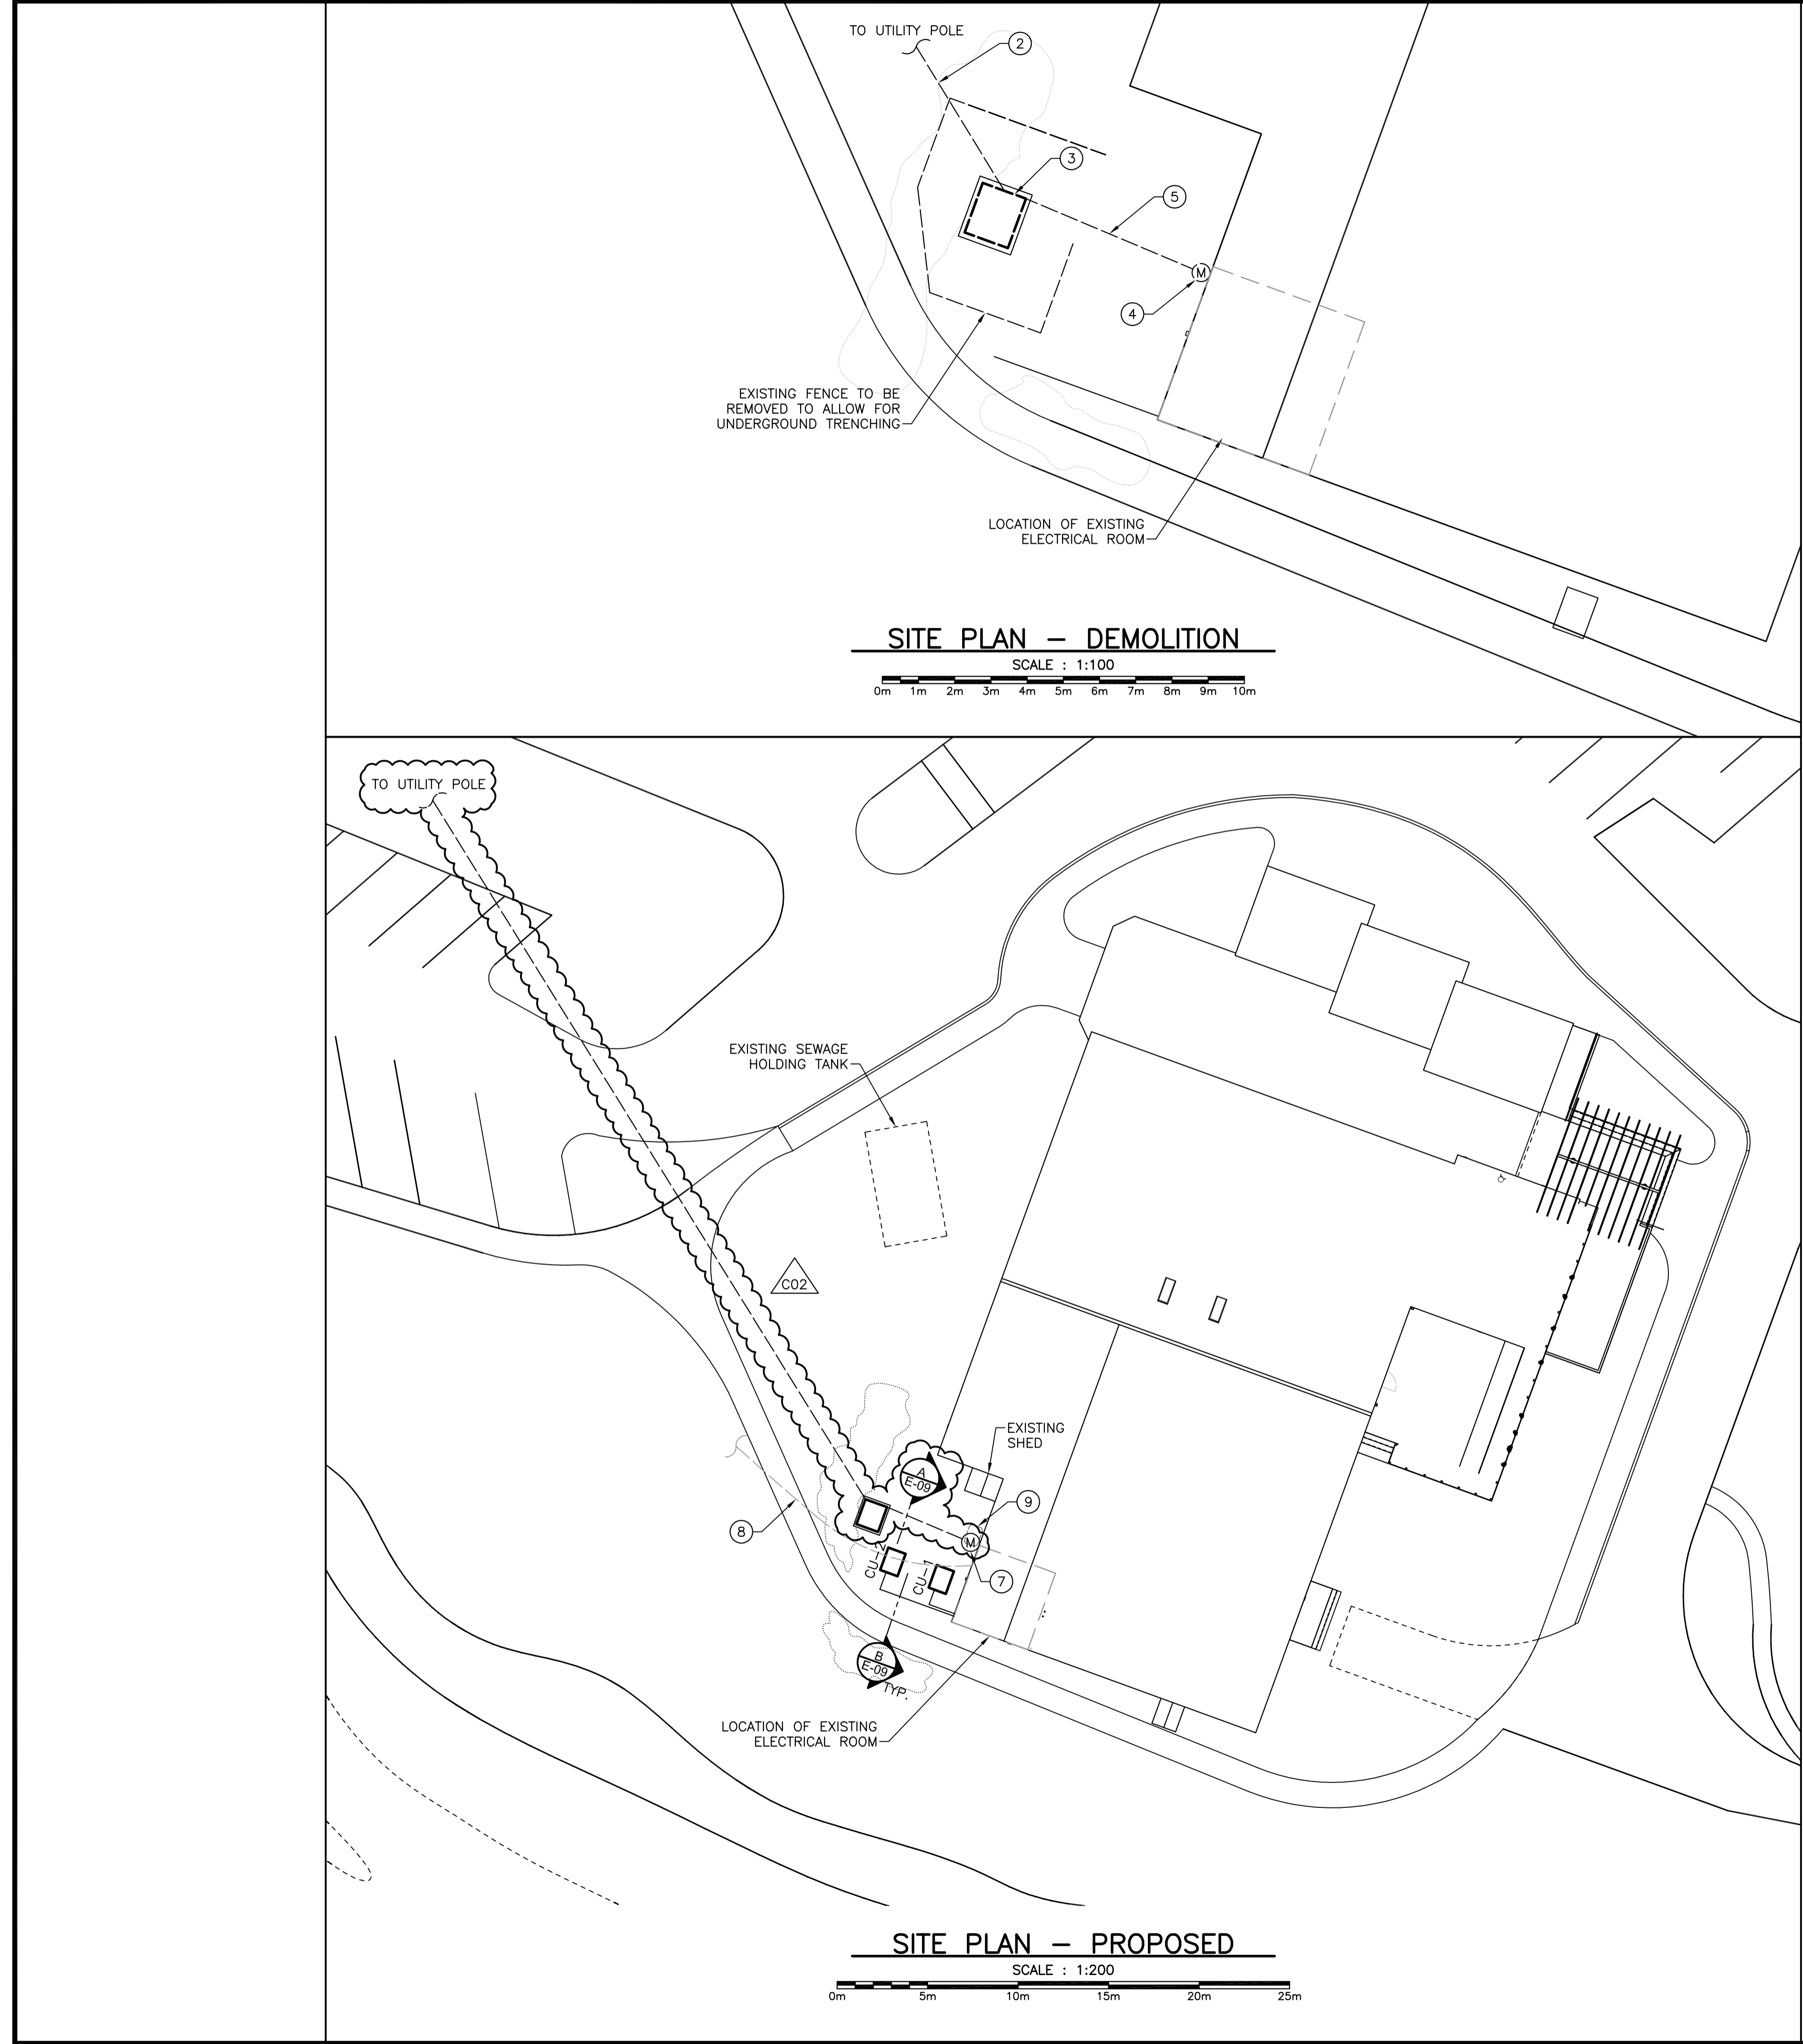 TO UTILITY POLE
2
3
5
M
4
EXISTING FENCE TO BE
REMOVED TO ALLOW FOR
UNDERGROUND TRENCHING
LOCATION OF EXISTING
ELECTRICAL ROOM
SITE PLAN – DEMOLITION
SCALE : 1:100
0m 1m 2m 3m 4m 5m 6m 7m 8m 9m 10m
TO UTILITY POLE
EXISTING SEWAGE
HOLDING TANK
C02
EXISTING
SHED
A
E-09
9
8
M
CU-2
CU-1
7
B
E-09
TYP.
LOCATION OF EXISTING
ELECTRICAL ROOM
SITE PLAN – PROPOSED
SCALE : 1:200
0m 5m 10m 15m 20m 25m